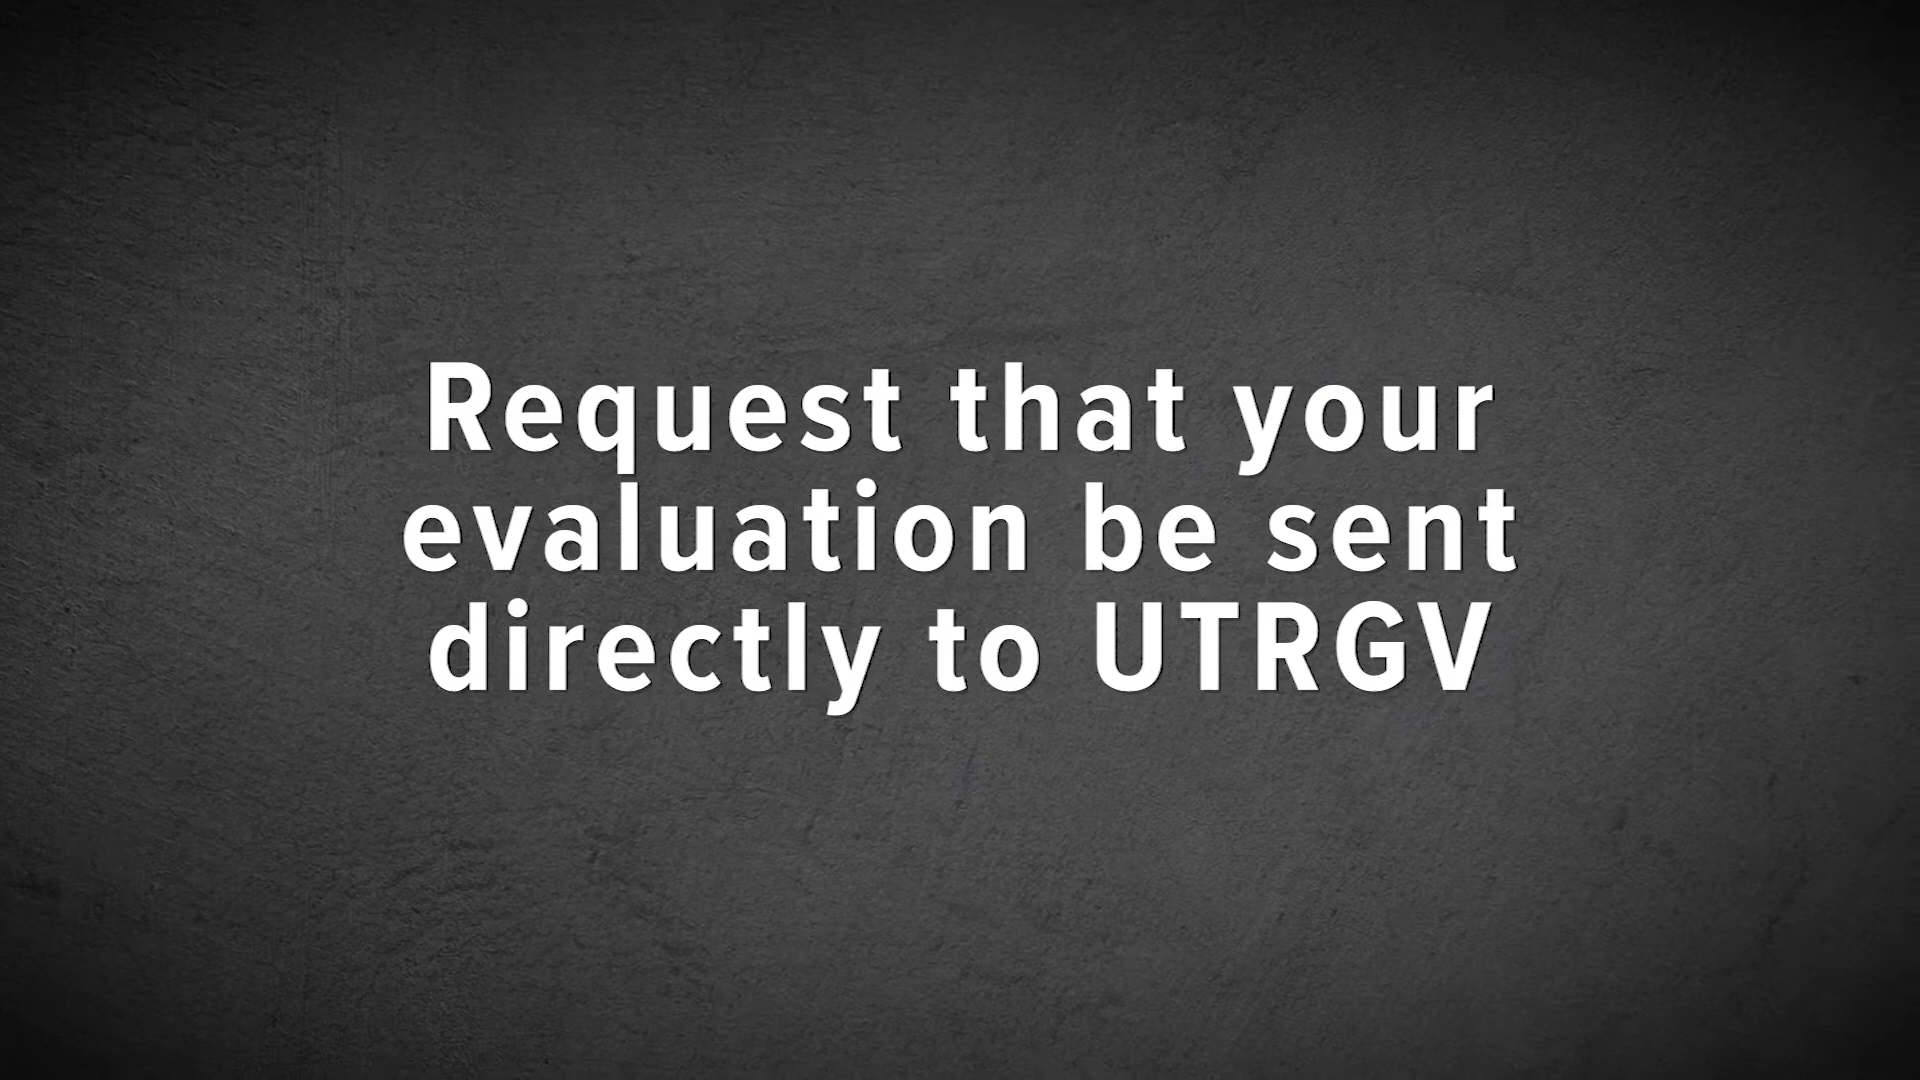 Request that your
evaluation be sent
directly to UTRGV